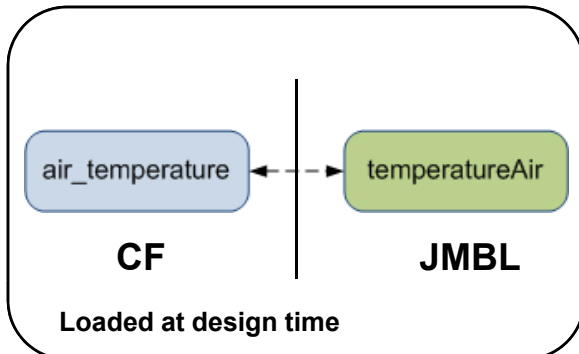 air_temperature
temperatureAir
CF
JMBL
Loaded at design time